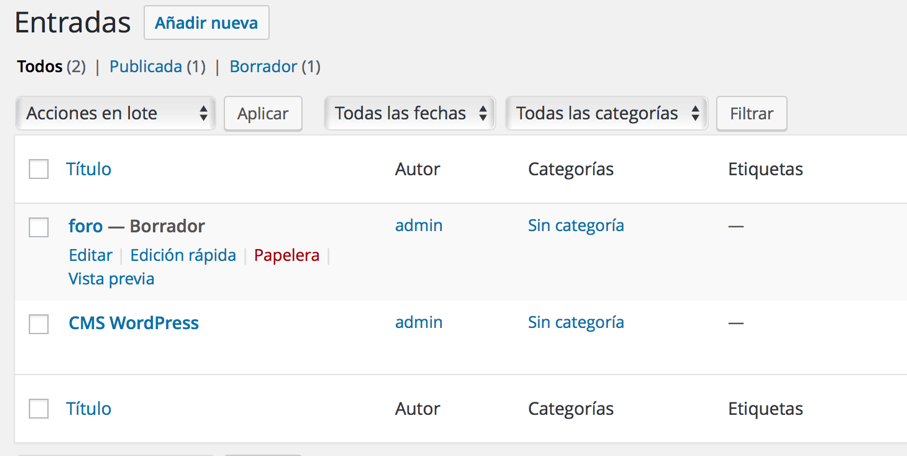 Entradas Añadir nueva
Todos (2) | Publicada (1) | Borrador (1)
Acciones en lote Aplicar Todas las fechas Todas las categorías Filtrar
Título Autor Categorías Etiquetas
foro — Borrador admin Sin categoría —
Editar | Edición rápida | Papelera |
Vista previa
CMS WordPress admin Sin categoría —
Título Autor Categorías Etiquetas